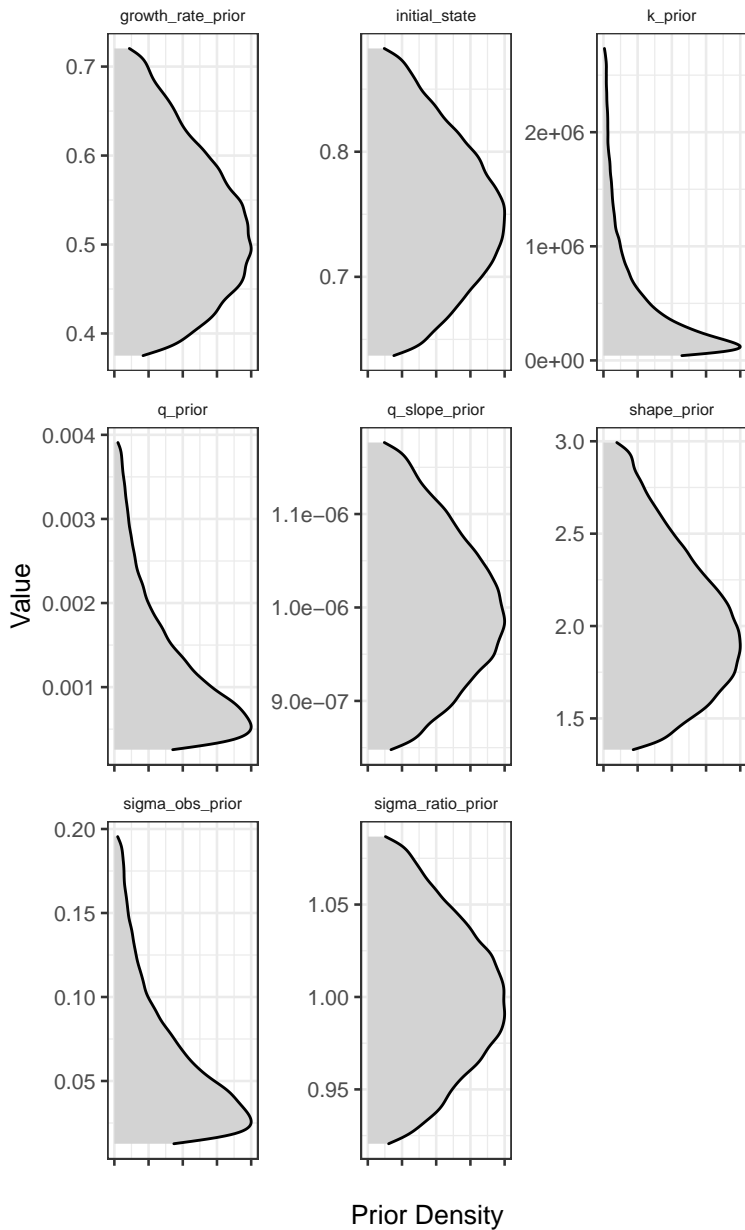 growth_rate_prior
initial_state
k_prior
0.7
0.6
0.5
0.4
0.8
0.7
2e+06
1e+06
0e+00
q_prior
q_slope_prior
shape_prior
0.004
0.003
0.002
0.001
1.1e−06
1.0e−06
9.0e−07
3.0
2.5
2.0
1.5
Value
sigma_obs_prior
sigma_ratio_prior
0.20
0.15
0.10
0.05
1.05
1.00
0.95
Prior Density